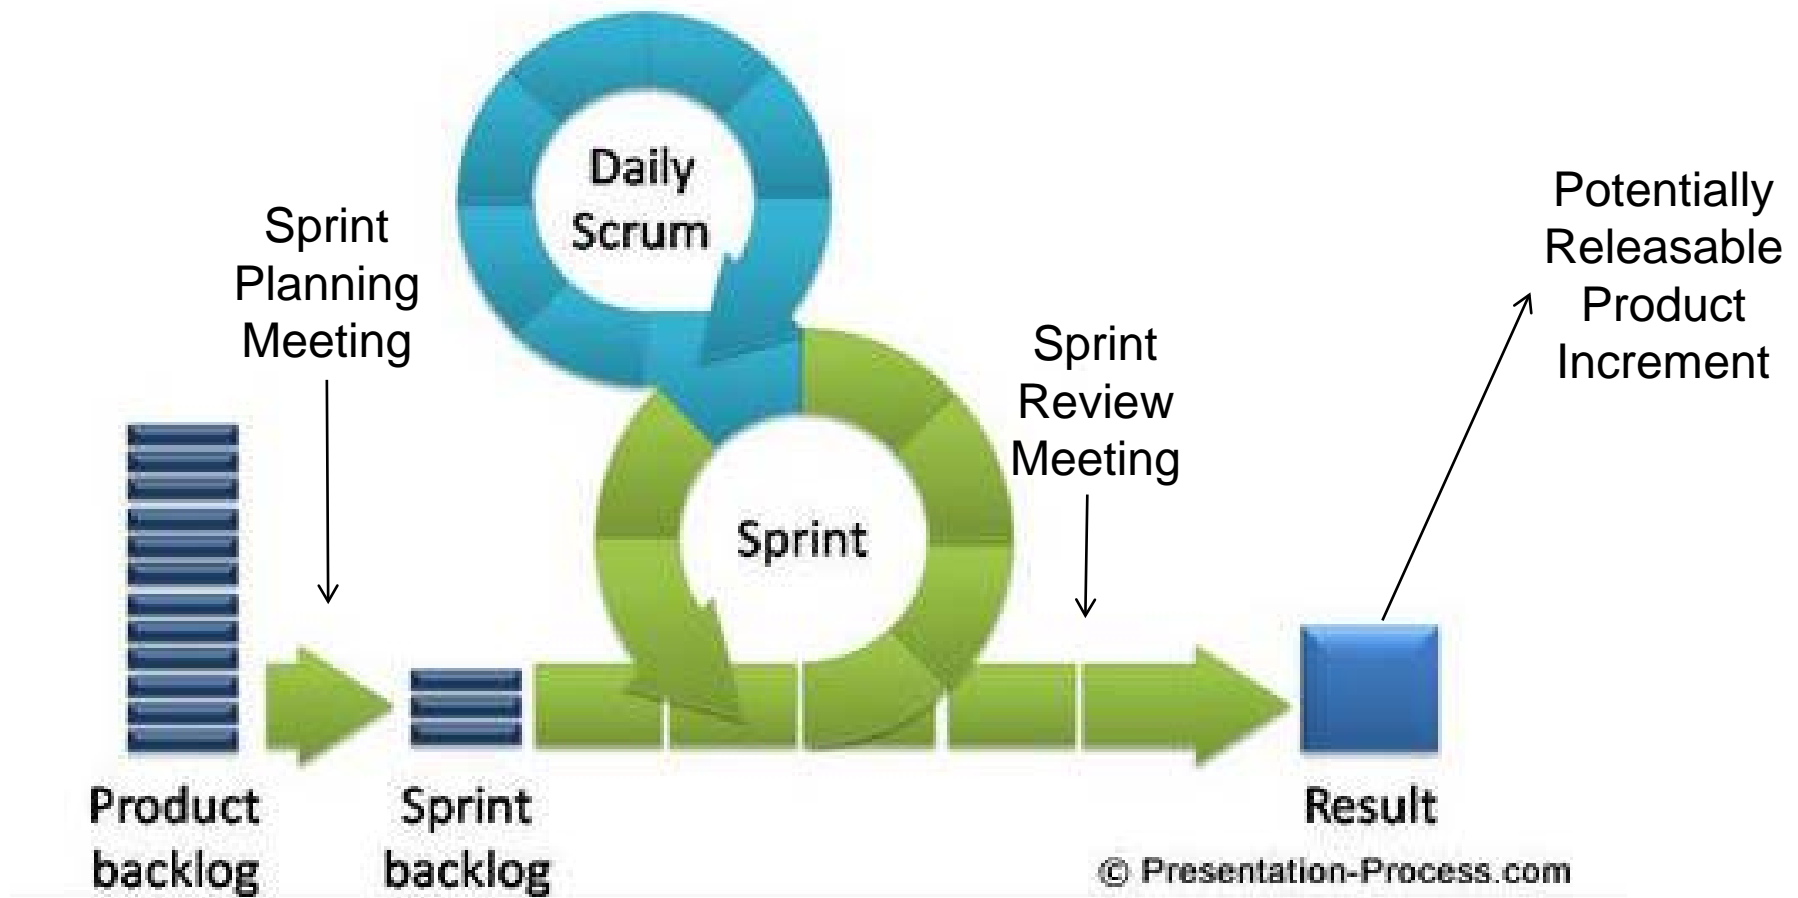 Daily
Scrum
Sprint
Planning
Meeting
Potentially
Releasable
Product
Increment
Sprint
Review
Meeting
Sprint
Product
backlog
Sprint
backlog
Result
© Presentation-Process.com